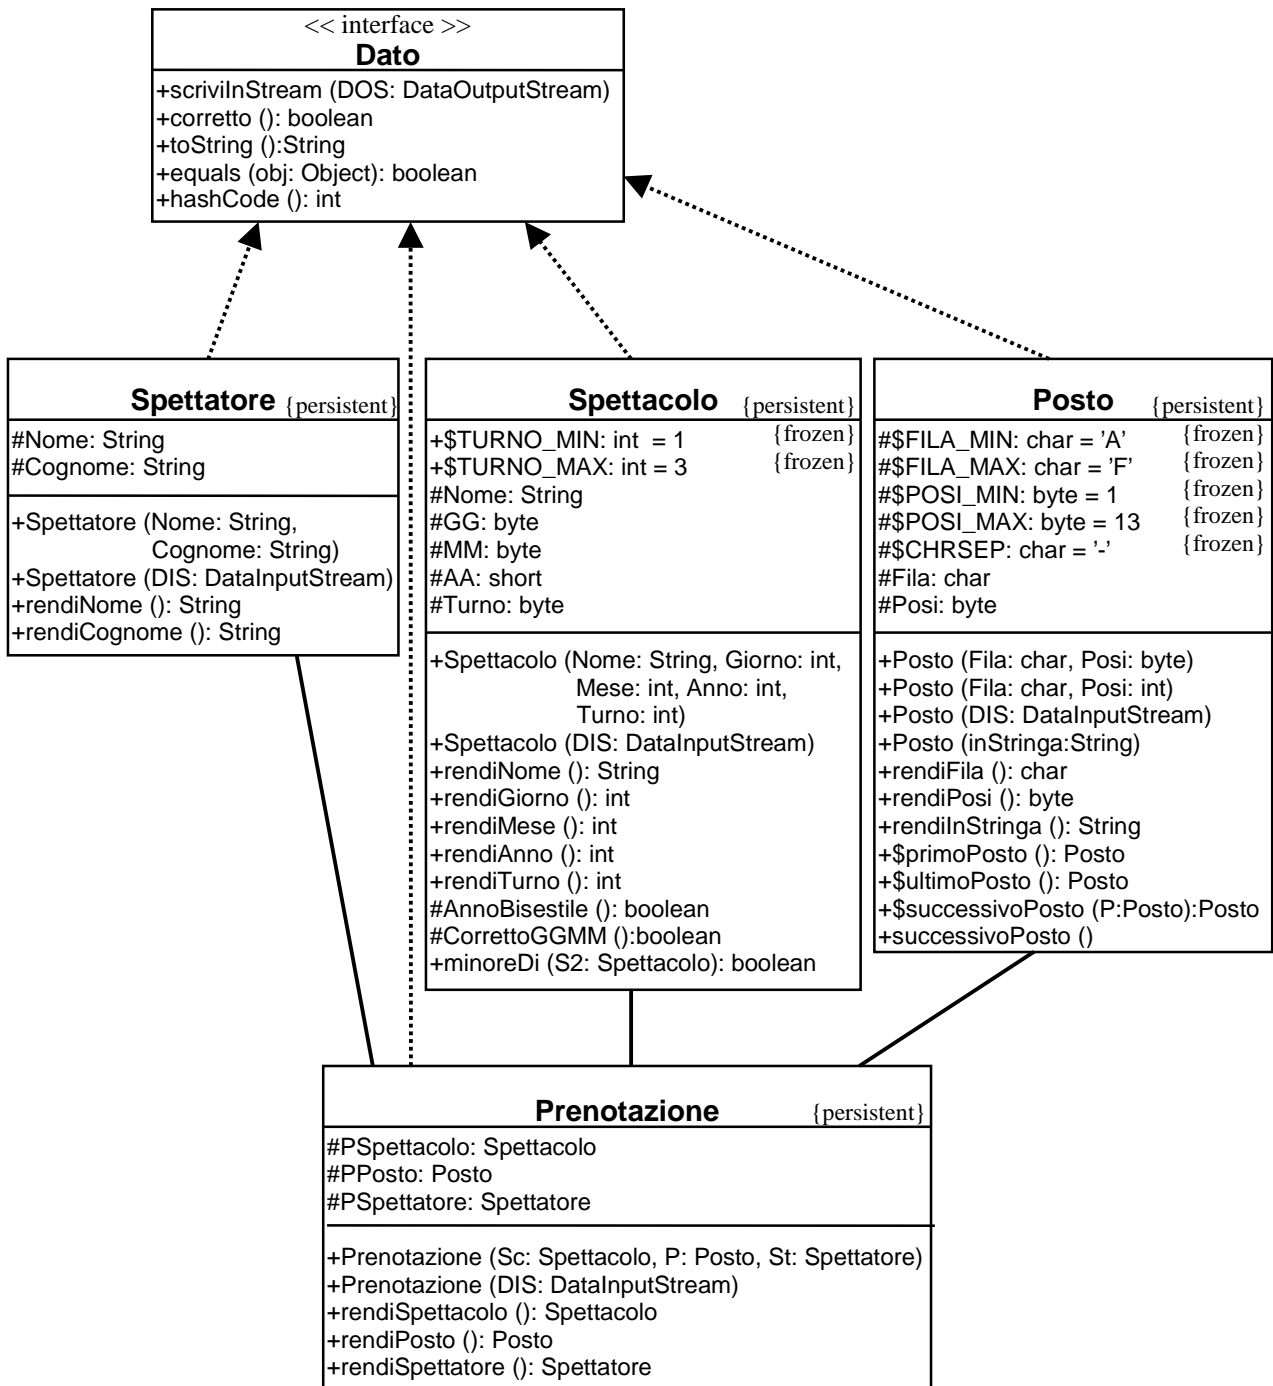 << interface >>
Dato
+scriviInStream (DOS: DataOutputStream)
+corretto (): boolean
+toString ():String
+equals (obj: Object): boolean
+hashCode (): int
Spettatore {persistent}
#Nome: String
#Cognome: String
+Spettatore (Nome: String,
Cognome: String)
+Spettatore (DIS: DataInputStream)
+rendiNome (): String
+rendiCognome (): String
Spettacolo {persistent}
+$TURNO_MIN: int = 1 {frozen}
+$TURNO_MAX: int = 3 {frozen}
#Nome: String
#GG: byte
#MM: byte
#AA: short
#Turno: byte
+Spettacolo (Nome: String, Giorno: int,
Mese: int, Anno: int,
Turno: int)
+Spettacolo (DIS: DataInputStream)
+rendiNome (): String
+rendiGiorno (): int
+rendiMese (): int
+rendiAnno (): int
+rendiTurno (): int
#AnnoBisestile (): boolean
#CorrettoGGMM ():boolean
+minoreDi (S2: Spettacolo): boolean
Posto {persistent}
#$FILA_MIN: char = 'A' {frozen}
#$FILA_MAX: char = 'F' {frozen}
#$POSI_MIN: byte = 1 {frozen}
#$POSI_MAX: byte = 13 {frozen}
#$CHRSEP: char = '-' {frozen}
#Fila: char
#Posi: byte
+Posto (Fila: char, Posi: byte)
+Posto (Fila: char, Posi: int)
+Posto (DIS: DataInputStream)
+Posto (inStringa:String)
+rendiFila (): char
+rendiPosi (): byte
+rendiInStringa (): String
+$primoPosto (): Posto
+$ultimoPosto (): Posto
+$successivoPosto (P:Posto):Posto
+successivoPosto ()
Prenotazione {persistent}
#PSpettacolo: Spettacolo
#PPosto: Posto
#PSpettatore: Spettatore
+Prenotazione (Sc: Spettacolo, P: Posto, St: Spettatore)
+Prenotazione (DIS: DataInputStream)
+rendiSpettacolo (): Spettacolo
+rendiPosto (): Posto
+rendiSpettatore (): Spettatore